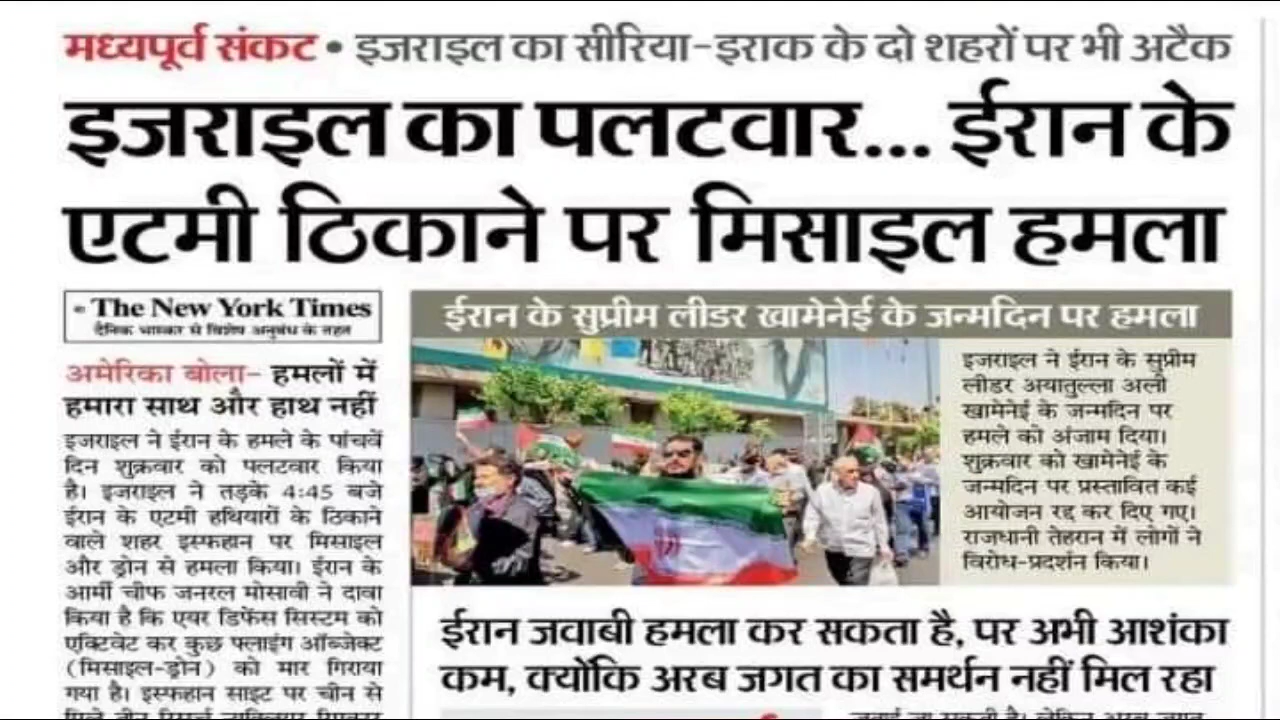 मध्यपूर्व संकट • इजराइल का सीरिया-इराक के दो शहरों पर भी अटैक
इजराइल का पलटवार... ईरान के
एटमी ठिकाने पर मिसाइल हमला
The New York Times
दैनिक भास्कर से विशेष अनुबंध के तहत
अमेरिका बोला- हमलों में
हमारा साथ और हाथ नहीं
इजराइल ने ईरान के हमले के पांचवें
दिन शुक्रवार को पलटवार किया
है। इजराइल ने तड़के 4:45 बजे
ईरान के एटमी हथियारों के ठिकाने
वाले शहर इस्फहान पर मिसाइल
और ड्रोन से हमला किया। ईरान के
आर्मी चीफ जनरल मोसावी ने दावा
किया है कि एयर डिफेंस सिस्टम को
एक्टिवेट कर कुछ फ्लाइंग ऑब्जेक्ट
(मिसाइल-ड्रोन) को मार गिराया
गया है। इस्फहान साइट पर चीन से
ईरान के सुप्रीम लीडर खामेनेई के जन्मदिन पर हमला
इजराइल ने ईरान के सुप्रीम
लीडर अयातुल्ला अली
खामेनेई के जन्मदिन पर
हमले को अंजाम दिया।
शुक्रवार को खामेनेई के
जन्मदिन पर प्रस्तावित कई
आयोजन रद्द कर दिए गए।
राजधानी तेहरान में लोगों ने
विरोध-प्रदर्शन किया।
ईरान जवाबी हमला कर सकता है, पर अभी आशंका
कम, क्योंकि अरब जगत का समर्थन नहीं मिल रहा